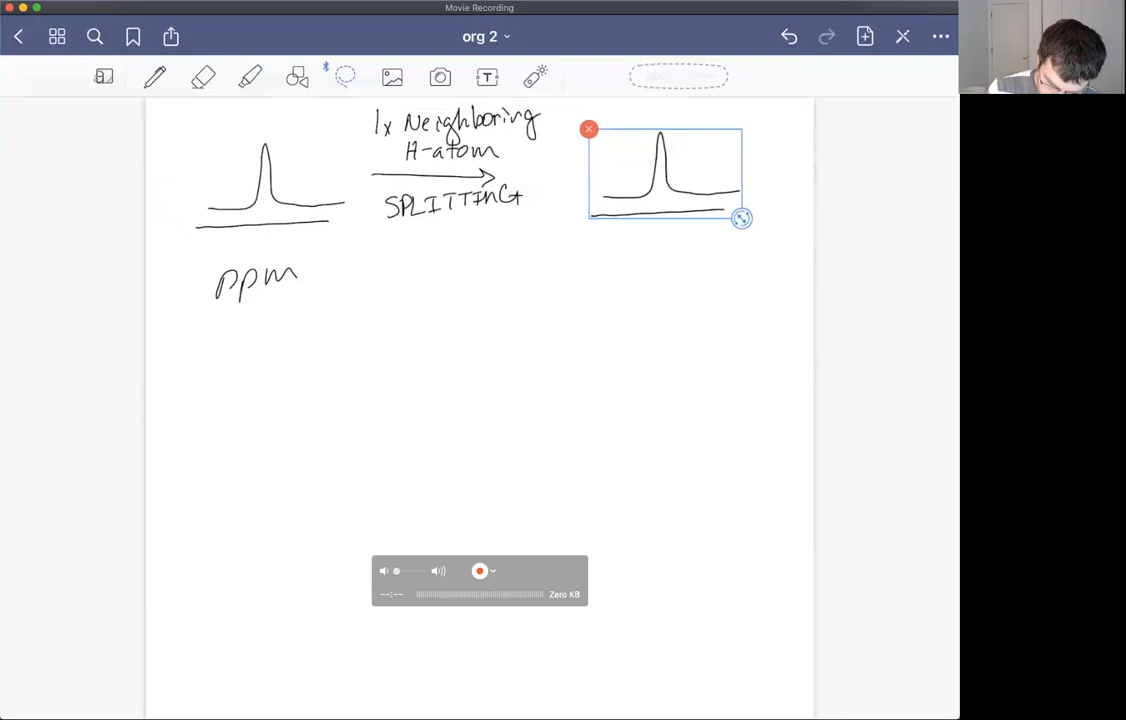 Movie Recording
org 2
T
1x Neighboring
H-atom
SPLITTING
ppm
--:--
Zero KB